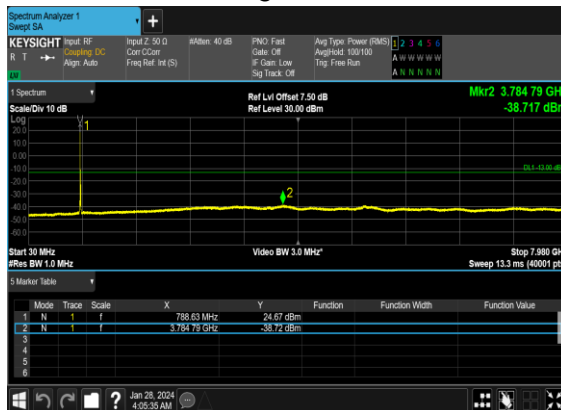 Spectrum Analyzer 1
Swept SA
+
KEYSIGHT Input: RF Input Z: 50 Ω #Atten: 40 dB PNO: Fast Avg Type: Power (RMS) 1 2 3 4 5 6
R T Coupling: DC Corr CCorr Gate: Off Avg|Hold: 100/100 A W W W W W
Align: Auto Freq Ref: Int (S) IF Gain: Low Trig: Free Run
Sig Track: Off A N N N N N
LXI
1 Spectrum Ref Lvl Offset 7.50 dB Mkr2 3.784 79 GH
Scale/Div 10 dB Ref Level 30.00 dBm -38.717 dBr
Log
20.0
10.0
0.00
-10.0
-20.0
-30.0
-40.0
-50.0
-60.0
1
2
DL1 -13.00 dB
Start 30 MHz Video BW 3.0 MHz* Stop 7.980 GH
#Res BW 1.0 MHz Sweep 13.3 ms (40001 pt
5 Marker Table
Mode Trace Scale X Y Function Function Width Function Value
1 N 1 f 788.63 MHz 24.67 dBm
2 N 1 f 3.784 79 GHz -38.72 dBm
3
4
5
6
? Jan 28, 2024
4:05:35 AM